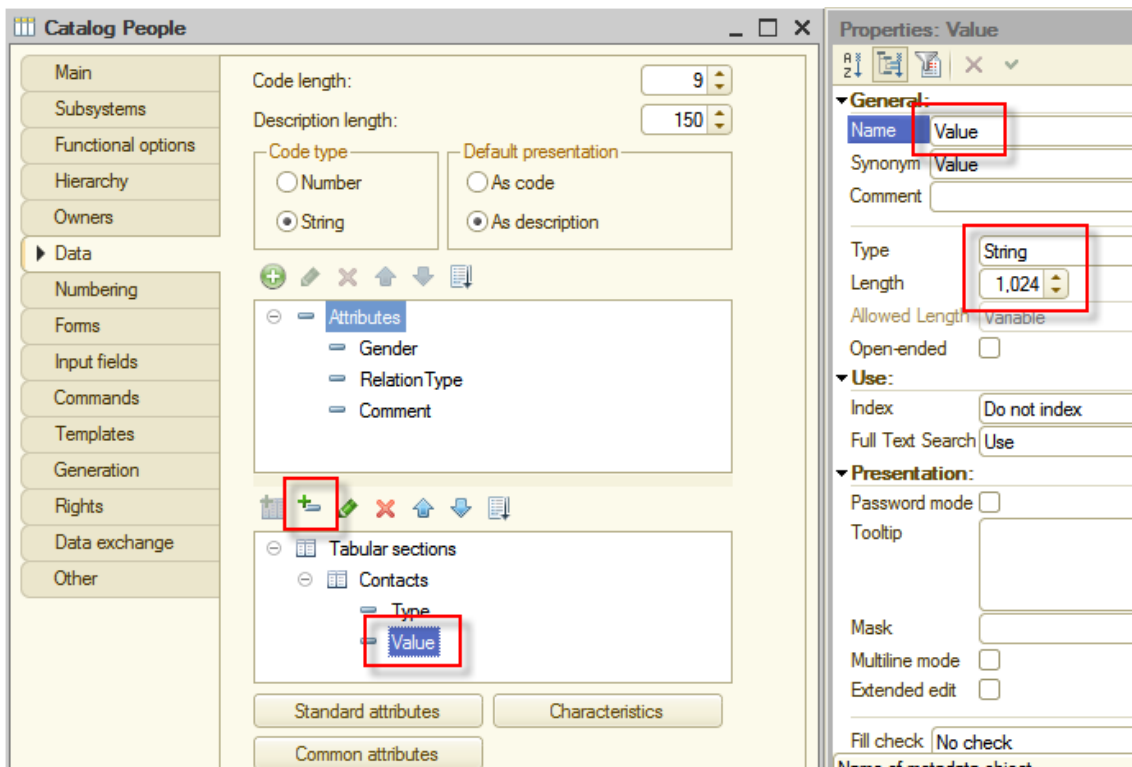 Catalog People
Main
Subsystems
Functional options
Hierarchy
Owners
Data
Numbering
Forms
Input fields
Commands
Templates
Generation
Rights
Data exchange
Other
Code length:
9
Description length:
150
Code type
Number
String
Default presentation
As code
As description
Attributes
Gender
RelationType
Comment
Tabular sections
Contacts
Type
Value
Standard attributes
Characteristics
Common attributes
Properties: Value
General:
Name Value
Synonym Value
Comment
Type String
Length 1,024
Allowed Length Variable
Open-ended
Use:
Index Do not index
Full Text Search Use
Presentation:
Password mode
Tooltip
Mask
Multiline mode
Extended edit
Fill check No check
Name of metadata object